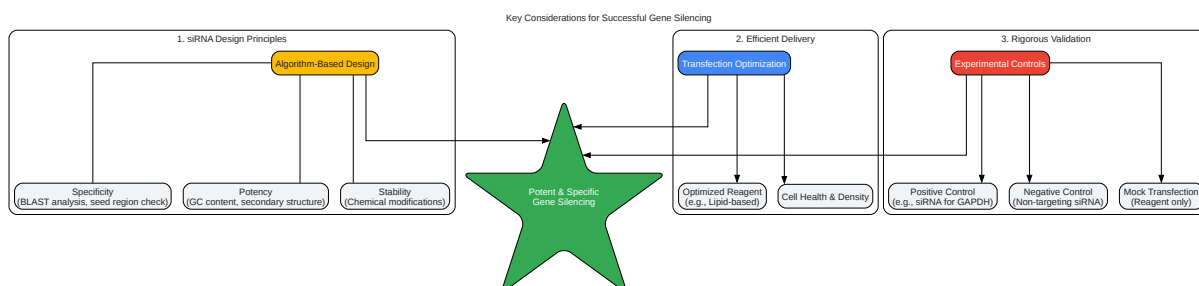 Key Considerations for Successful Gene Silencing
1. siRNA Design Principles
Algorithm-Based Design
Specificity
(BLAST analysis, seed region check)
Potency
(GC content, secondary structure)
Stability
(Chemical modifications)
Potent & Specific
Gene Silencing
2. Efficient Delivery
Transfection Optimization
Optimized Reagent
(e.g., Lipid-based)
Cell Health & Density
3. Rigorous Validation
Experimental Controls
Positive Control
(e.g., siRNA for GAPDH)
Negative Control
(Non-targeting siRNA)
Mock Transfection
(Reagent only)